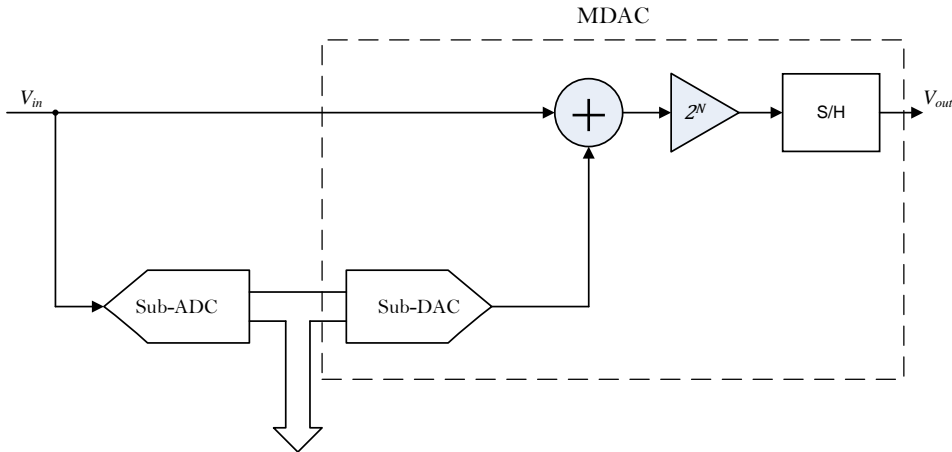 MDAC
V_in
2^N
S/H
V_out
Sub-ADC
Sub-DAC